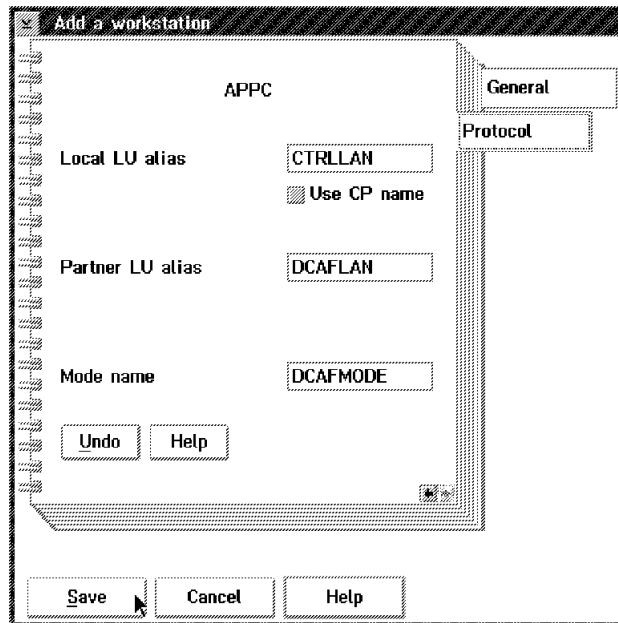 Add a workstation
APPC
General
Protocol
Local LU alias CTRLLAN
Use CP name
Partner LU alias DCAFLAN
Mode name DCAFMODE
Undo Help
Save Cancel Help